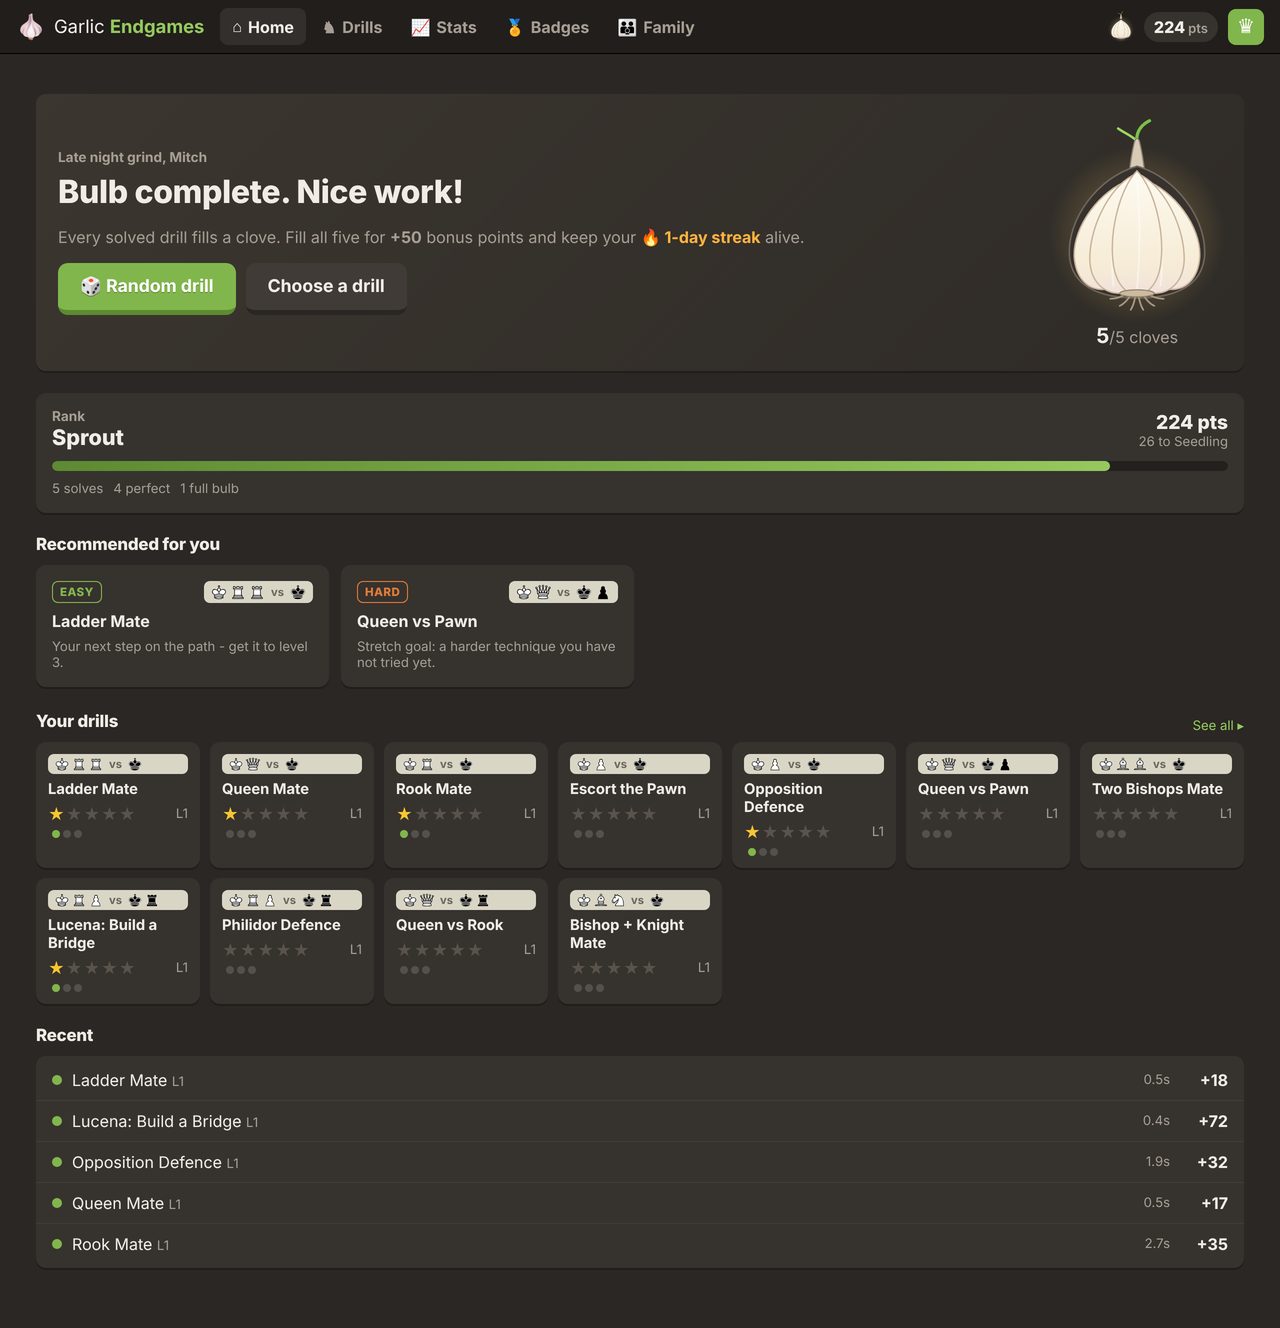 Garlic Endgames
Home
Drills
Stats
Badges
Family
224 pts
Late night grind, Mitch
Bulb complete. Nice work!
Every solved drill fills a clove. Fill all five for +50 bonus points and keep your 🔥 1-day streak alive.
Random drill
Choose a drill
5/5 cloves
Rank
Sprout
224 pts
26 to Seedling
5 solves 4 perfect 1 full bulb
Recommended for you
EASY
vs
Ladder Mate
Your next step on the path - get it to level
3.
HARD
vs
Queen vs Pawn
Stretch goal: a harder technique you have
not tried yet.
Your drills
See all ▸
vs
Ladder Mate
L1
vs
Queen Mate
L1
vs
Rook Mate
L1
vs
Escort the Pawn
L1
vs
Opposition
Defence
L1
vs
Queen vs Pawn
L1
vs
Two Bishops Mate
L1
vs
Lucena: Build a
Bridge
L1
vs
Philidor Defence
L1
vs
Queen vs Rook
L1
vs
Bishop + Knight
Mate
L1
Recent
Ladder Mate L1 0.5s +18
Lucena: Build a Bridge L1 0.4s +72
Opposition Defence L1 1.9s +32
Queen Mate L1 0.5s +17
Rook Mate L1 2.7s +35